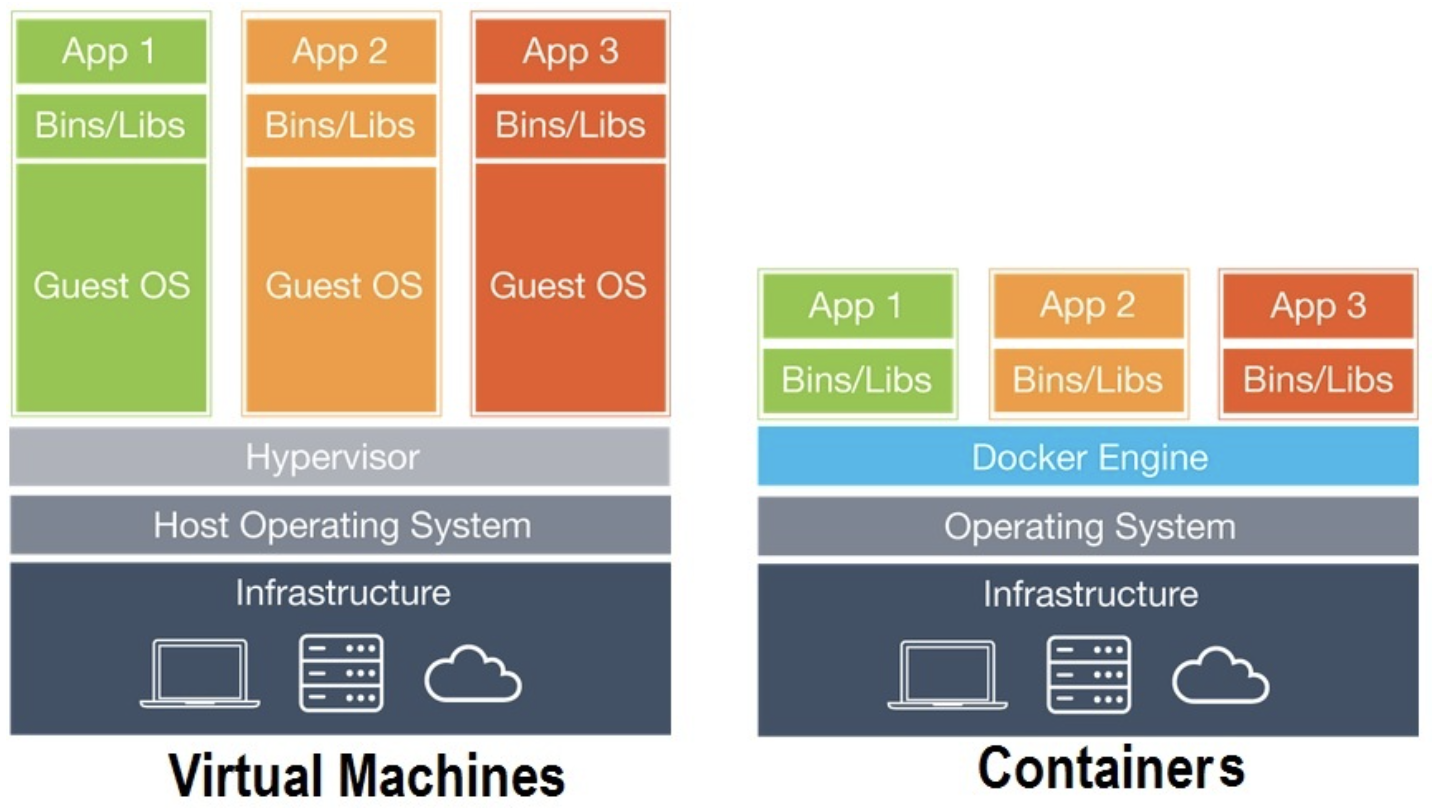 App 1
Bins/Libs
Guest OS
App 2
Bins/Libs
Guest OS
App 3
Bins/Libs
Guest OS
Hypervisor
Host Operating System
Infrastructure
Virtual Machines
App 1
Bins/Libs
App 2
Bins/Libs
App 3
Bins/Libs
Docker Engine
Operating System
Infrastructure
Containers